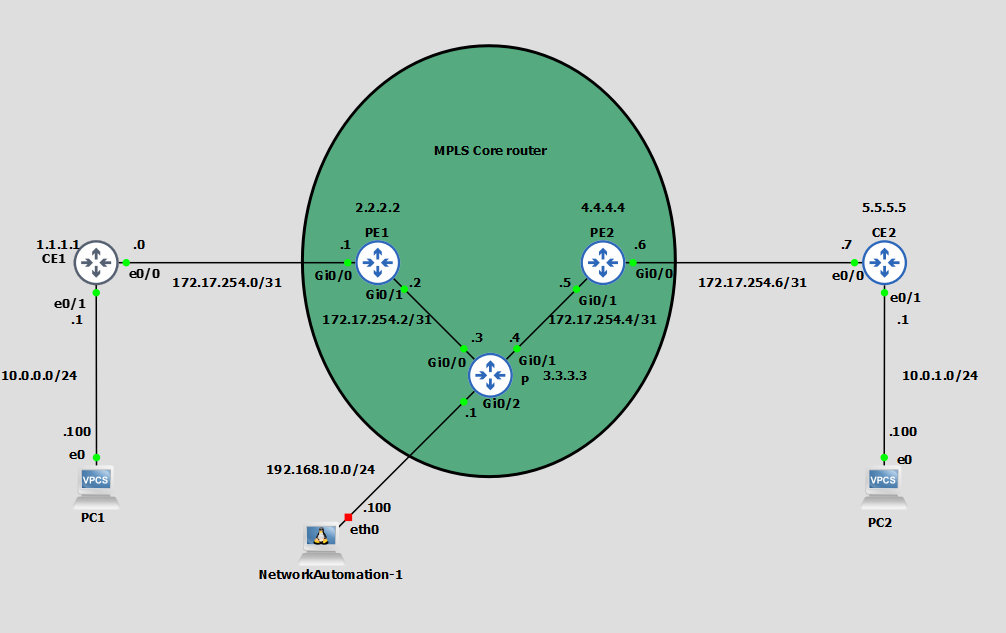 MPLS Core router
2.2.2.2
4.4.4.4
5.5.5.5
PE1
PE2
CE2
1.1.1.1
CE1
.0
.1
.6
.7
e0/0
Gi0/0
Gi0/0
e0/0
172.17.254.0/31
172.17.254.6/31
Gi0/1
.2
.5
Gi0/1
e0/1
.1
e0/1
.1
172.17.254.2/31
172.17.254.4/31
.3
.4
Gi0/0
Gi0/1
P
3.3.3.3
Gi0/2
.1
10.0.0.0/24
10.0.1.0/24
.100
e0
.100
e0
192.168.10.0/24
VPCS
PC1
VPCS
PC2
.100
eth0
NetworkAutomation-1